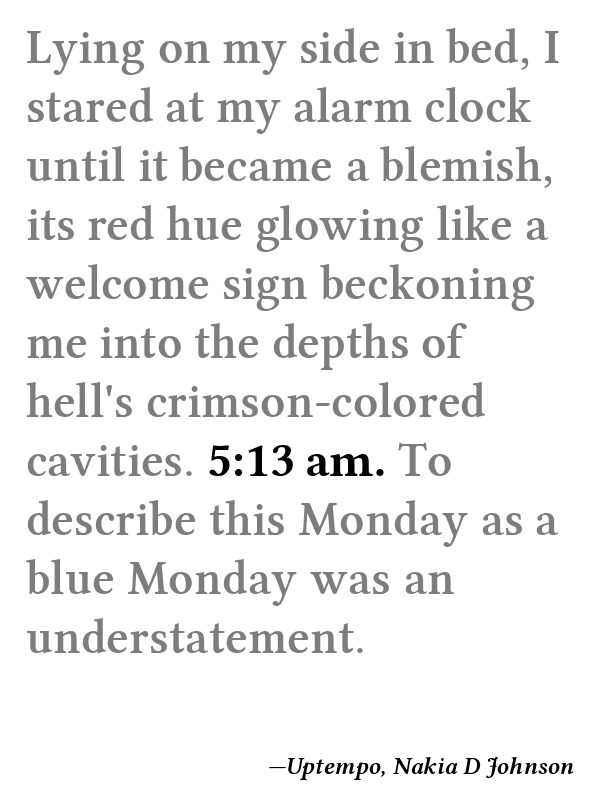 Lying on my side in bed, I
stared at my alarm clock
until it became a blemish,
its red hue glowing like a
welcome sign beckoning
me into the depths of
hell's crimson-colored
cavities. 5:13 am. To
describe this Monday as a
blue Monday was an
understatement.
—Uptempo, Nakia D Johnson